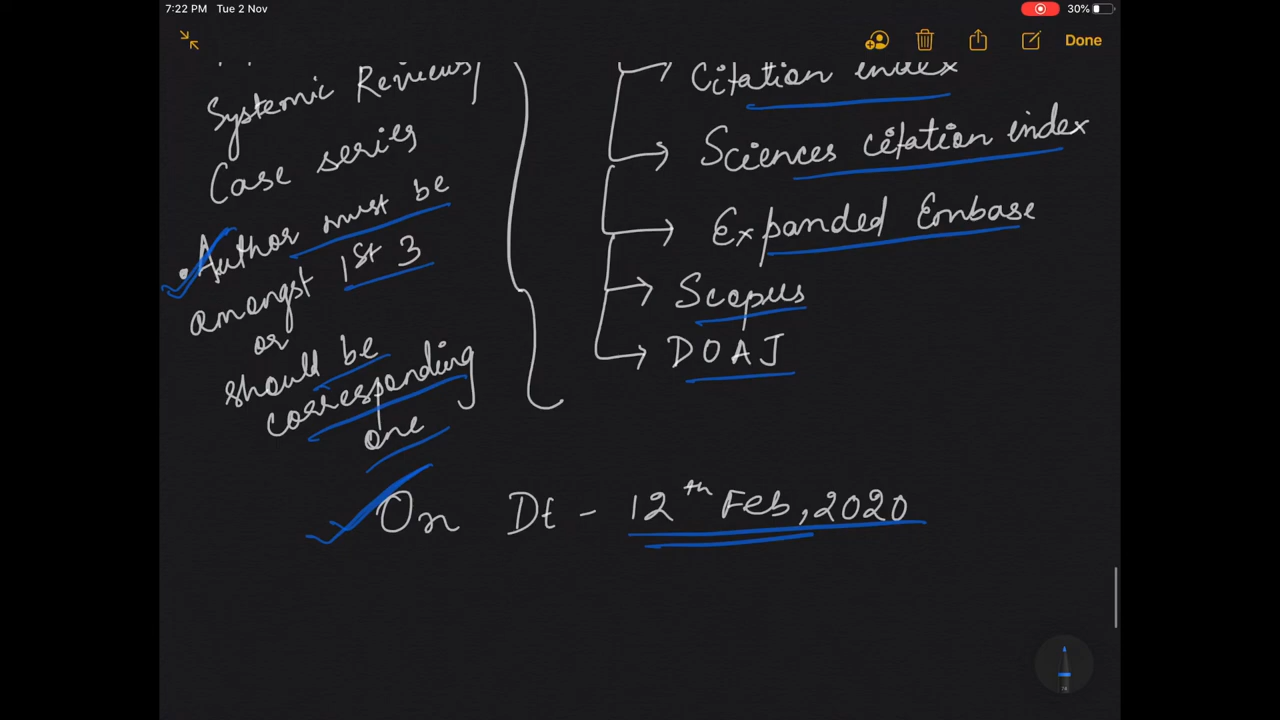 7:22 PM Tue 2 Nov
30%
Done
Systemic Reviews
Case series
• Author must be
amongst 1st 3
or
should be
corresponding
one
Citation index
Sciences citation index
Expanded Embase
Scopus
DOAJ
On Dt - 12th Feb, 2020